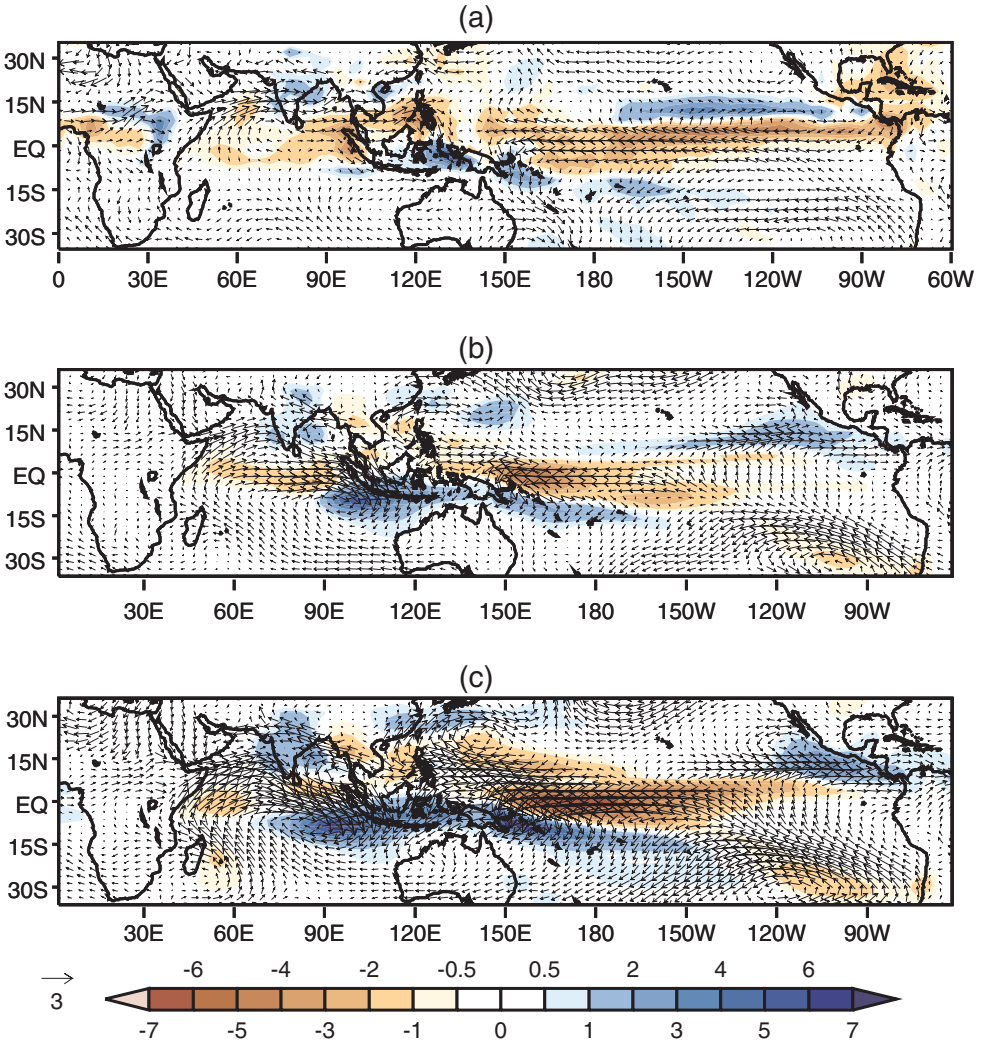 (a)
30N
15N
EQ
15S
30S
0 30E 60E 90E 120E 150E 180 150W 120W 90W 60W
(b)
30N
15N
EQ
15S
30S
30E 60E 90E 120E 150E 180 150W 120W 90W
(c)
30N
15N
EQ
15S
30S
30E 60E 90E 120E 150E 180 150W 120W 90W
-6 -4 -2 -0.5 0.5 2 4 6
3
-7 -5 -3 -1 0 1 3 5 7